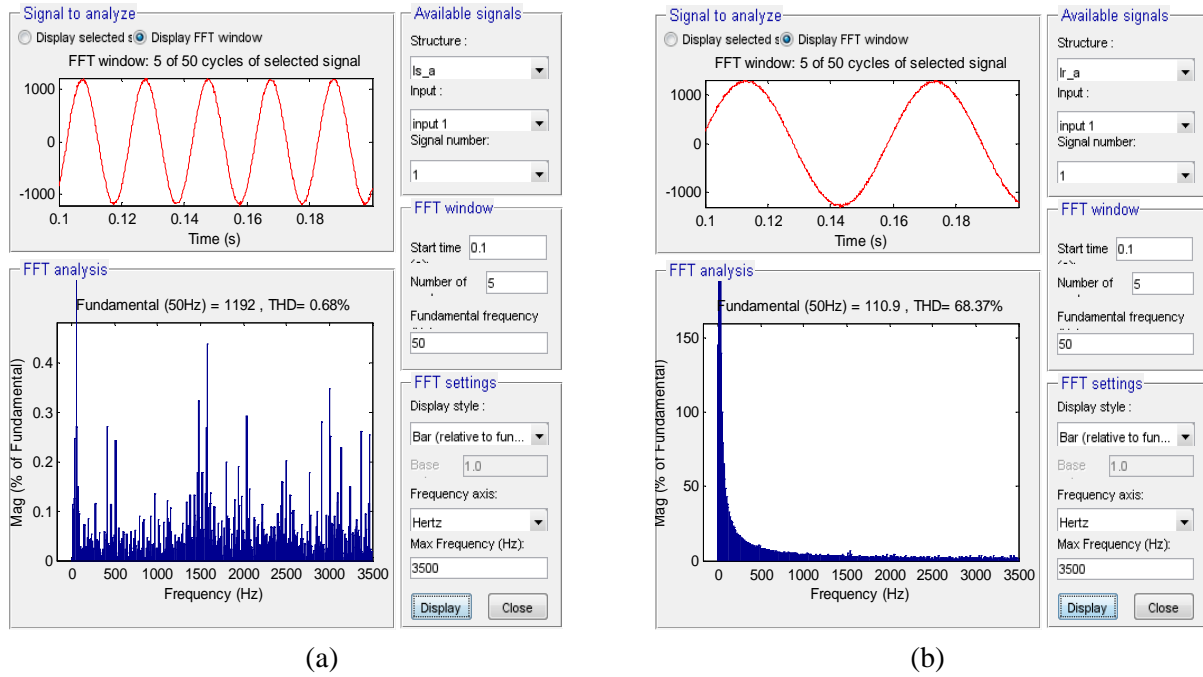 Signal to analyze
Display selected s
Display FFT window
FFT window: 5 of 50 cycles of selected signal
1000
0
-1000
0.1
0.12
0.14
0.16
0.18
Time (s)
Available signals
Structure :
Is_a
Input :
input 1
Signal number:
1
FFT window
Start time
0.1
Number of
5
Fundamental frequency
50
FFT analysis
Fundamental (50Hz) = 1192 , THD= 0.68%
Mag (% of Fundamental)
0.4
0.3
0.2
0.1
0
0
500
1000
1500
2000
2500
3000
3500
Frequency (Hz)
FFT settings
Display style :
Bar (relative to fun...
Base
1.0
Frequency axis:
Hertz
Max Frequency (Hz):
3500
Display
Close
(a)
Signal to analyze
Display selected s
Display FFT window
FFT window: 5 of 50 cycles of selected signal
1000
0
-1000
0.1
0.12
0.14
0.16
0.18
Time (s)
Available signals
Structure :
Ir_a
Input :
input 1
Signal number:
1
FFT window
Start time
0.1
Number of
5
Fundamental frequency
50
FFT analysis
Fundamental (50Hz) = 110.9 , THD= 68.37%
Mag (% of Fundamental)
150
100
50
0
0
500
1000
1500
2000
2500
3000
3500
Frequency (Hz)
FFT settings
Display style :
Bar (relative to fun...
Base
1.0
Frequency axis:
Hertz
Max Frequency (Hz):
3500
Display
Close
(b)